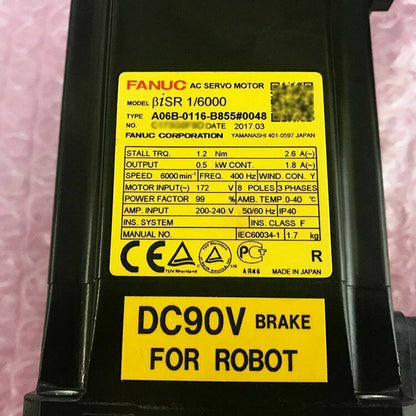 FANUC AC SERVO MOTOR
MODEL βiSR 1/6000
TYPE A06B-0116-B855#0048
NO. DATE 2017.03
FANUC CORPORATION YAMANASHI 401-0597 JAPAN
STALL TRQ. 1.2 Nm 2.6 A(~)
OUTPUT 0.5 kW CONT. 1.8 A(~)
SPEED 6000 min⁻¹ FREQ. 400 Hz WIND. CON. Y
MOTOR INPUT(~) 172 V 8 POLES 3 PHASES
POWER FACTOR 99 % AMB. TEMP. 0-40 °C
AMP. INPUT 200-240 V 50/60 Hz IP40
INS. SYSTEM INS. CLASS F
MANUAL NO. IEC60034-1 1.7 kg
CE TÜV Rheinland R
AR46 MADE IN JAPAN
DC90V BRAKE
FOR ROBOT